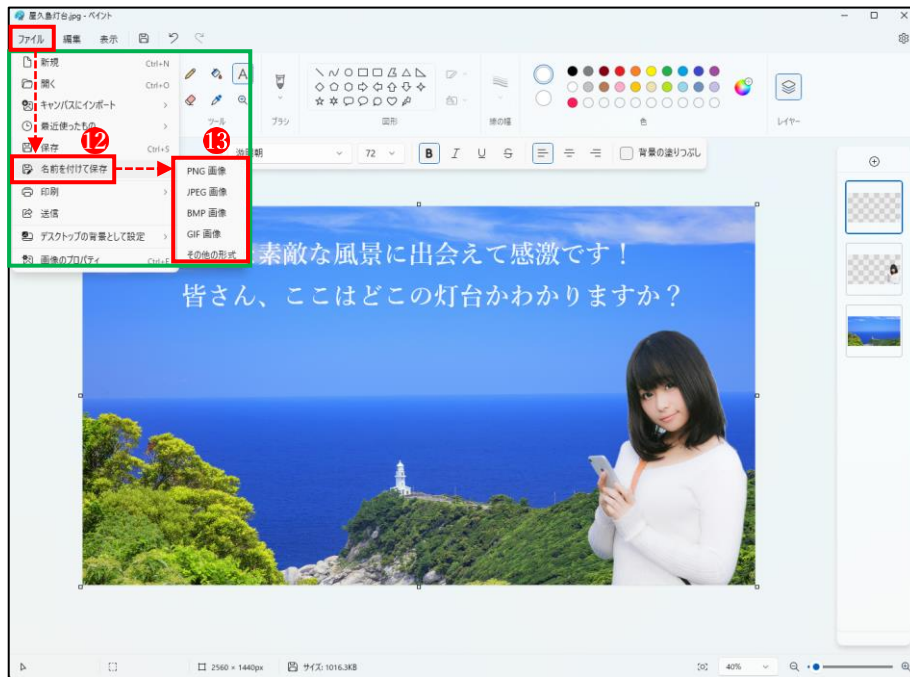 屋久島灯台.jpg - ペイント
ファイル 編集 表示
新規 Ctrl+N
開く Ctrl+O
キャンバスにインポート
最近使ったもの
保存 Ctrl+S
名前を付けて保存
印刷
送信
デスクトップの背景として設定
画像のプロパティ Ctrl+E
12
13
PNG 画像
JPEG 画像
BMP 画像
GIF 画像
その他の形式
ツール
ブラシ
図形
線の幅
色
レイヤー
72 B I U S 背景の塗りつぶし
素敵な風景に出会えて感激です！
皆さん、ここはどこの灯台かわかりますか？
2560 × 1440px サイズ: 1016.3KB 40%